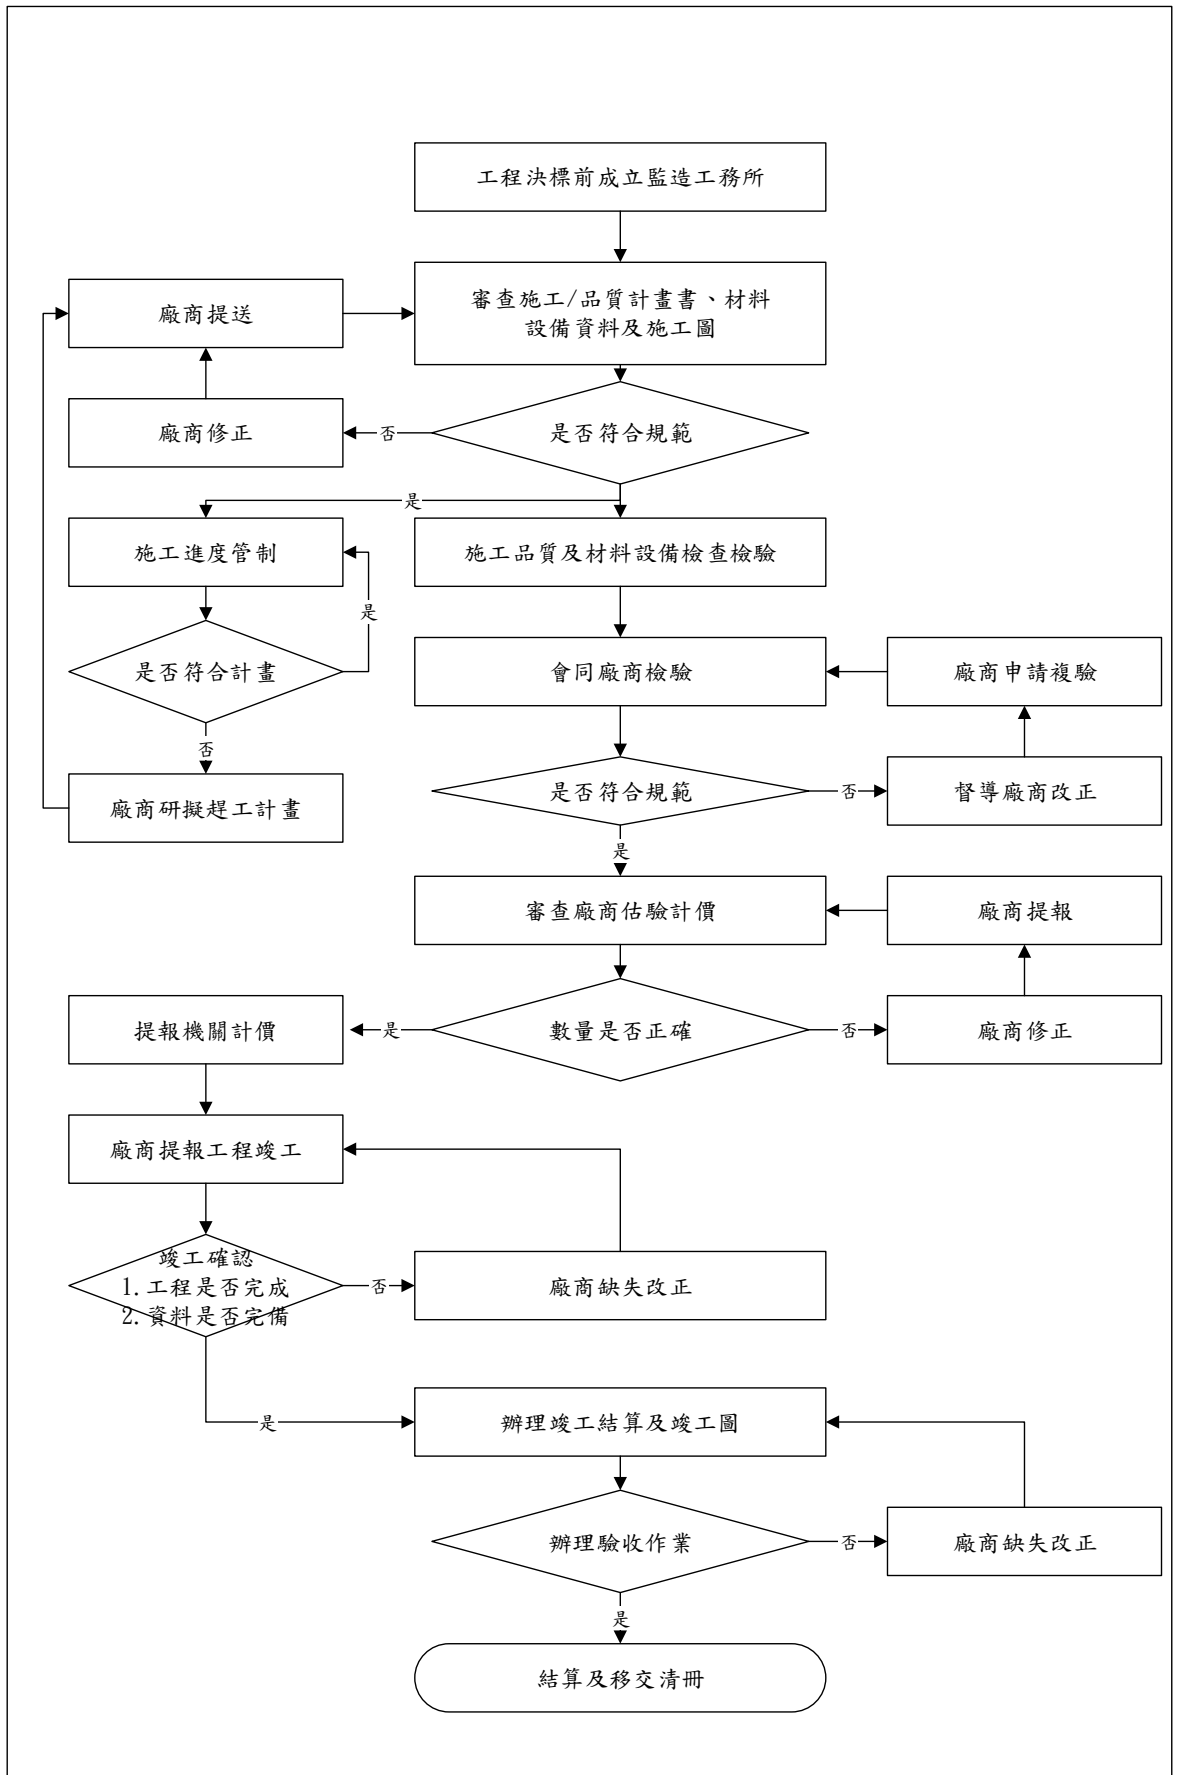 工程決標前成立監造工務所
廠商提送
審查施工/品質計畫書、材料
設備資料及施工圖
廠商修正
否
是否符合規範
是
施工進度管制
施工品質及材料設備檢查檢驗
是
是否符合計畫
會同廠商檢驗
廠商申請複驗
否
廠商研擬趕工計畫
是否符合規範
否
督導廠商改正
是
審查廠商估驗計價
廠商提報
提報機關計價
是
數量是否正確
否
廠商修正
廠商提報工程竣工
竣工確認
1.工程是否完成
2.資料是否完備
否
廠商缺失改正
是
辦理竣工結算及竣工圖
辦理驗收作業
否
廠商缺失改正
是
結算及移交清冊